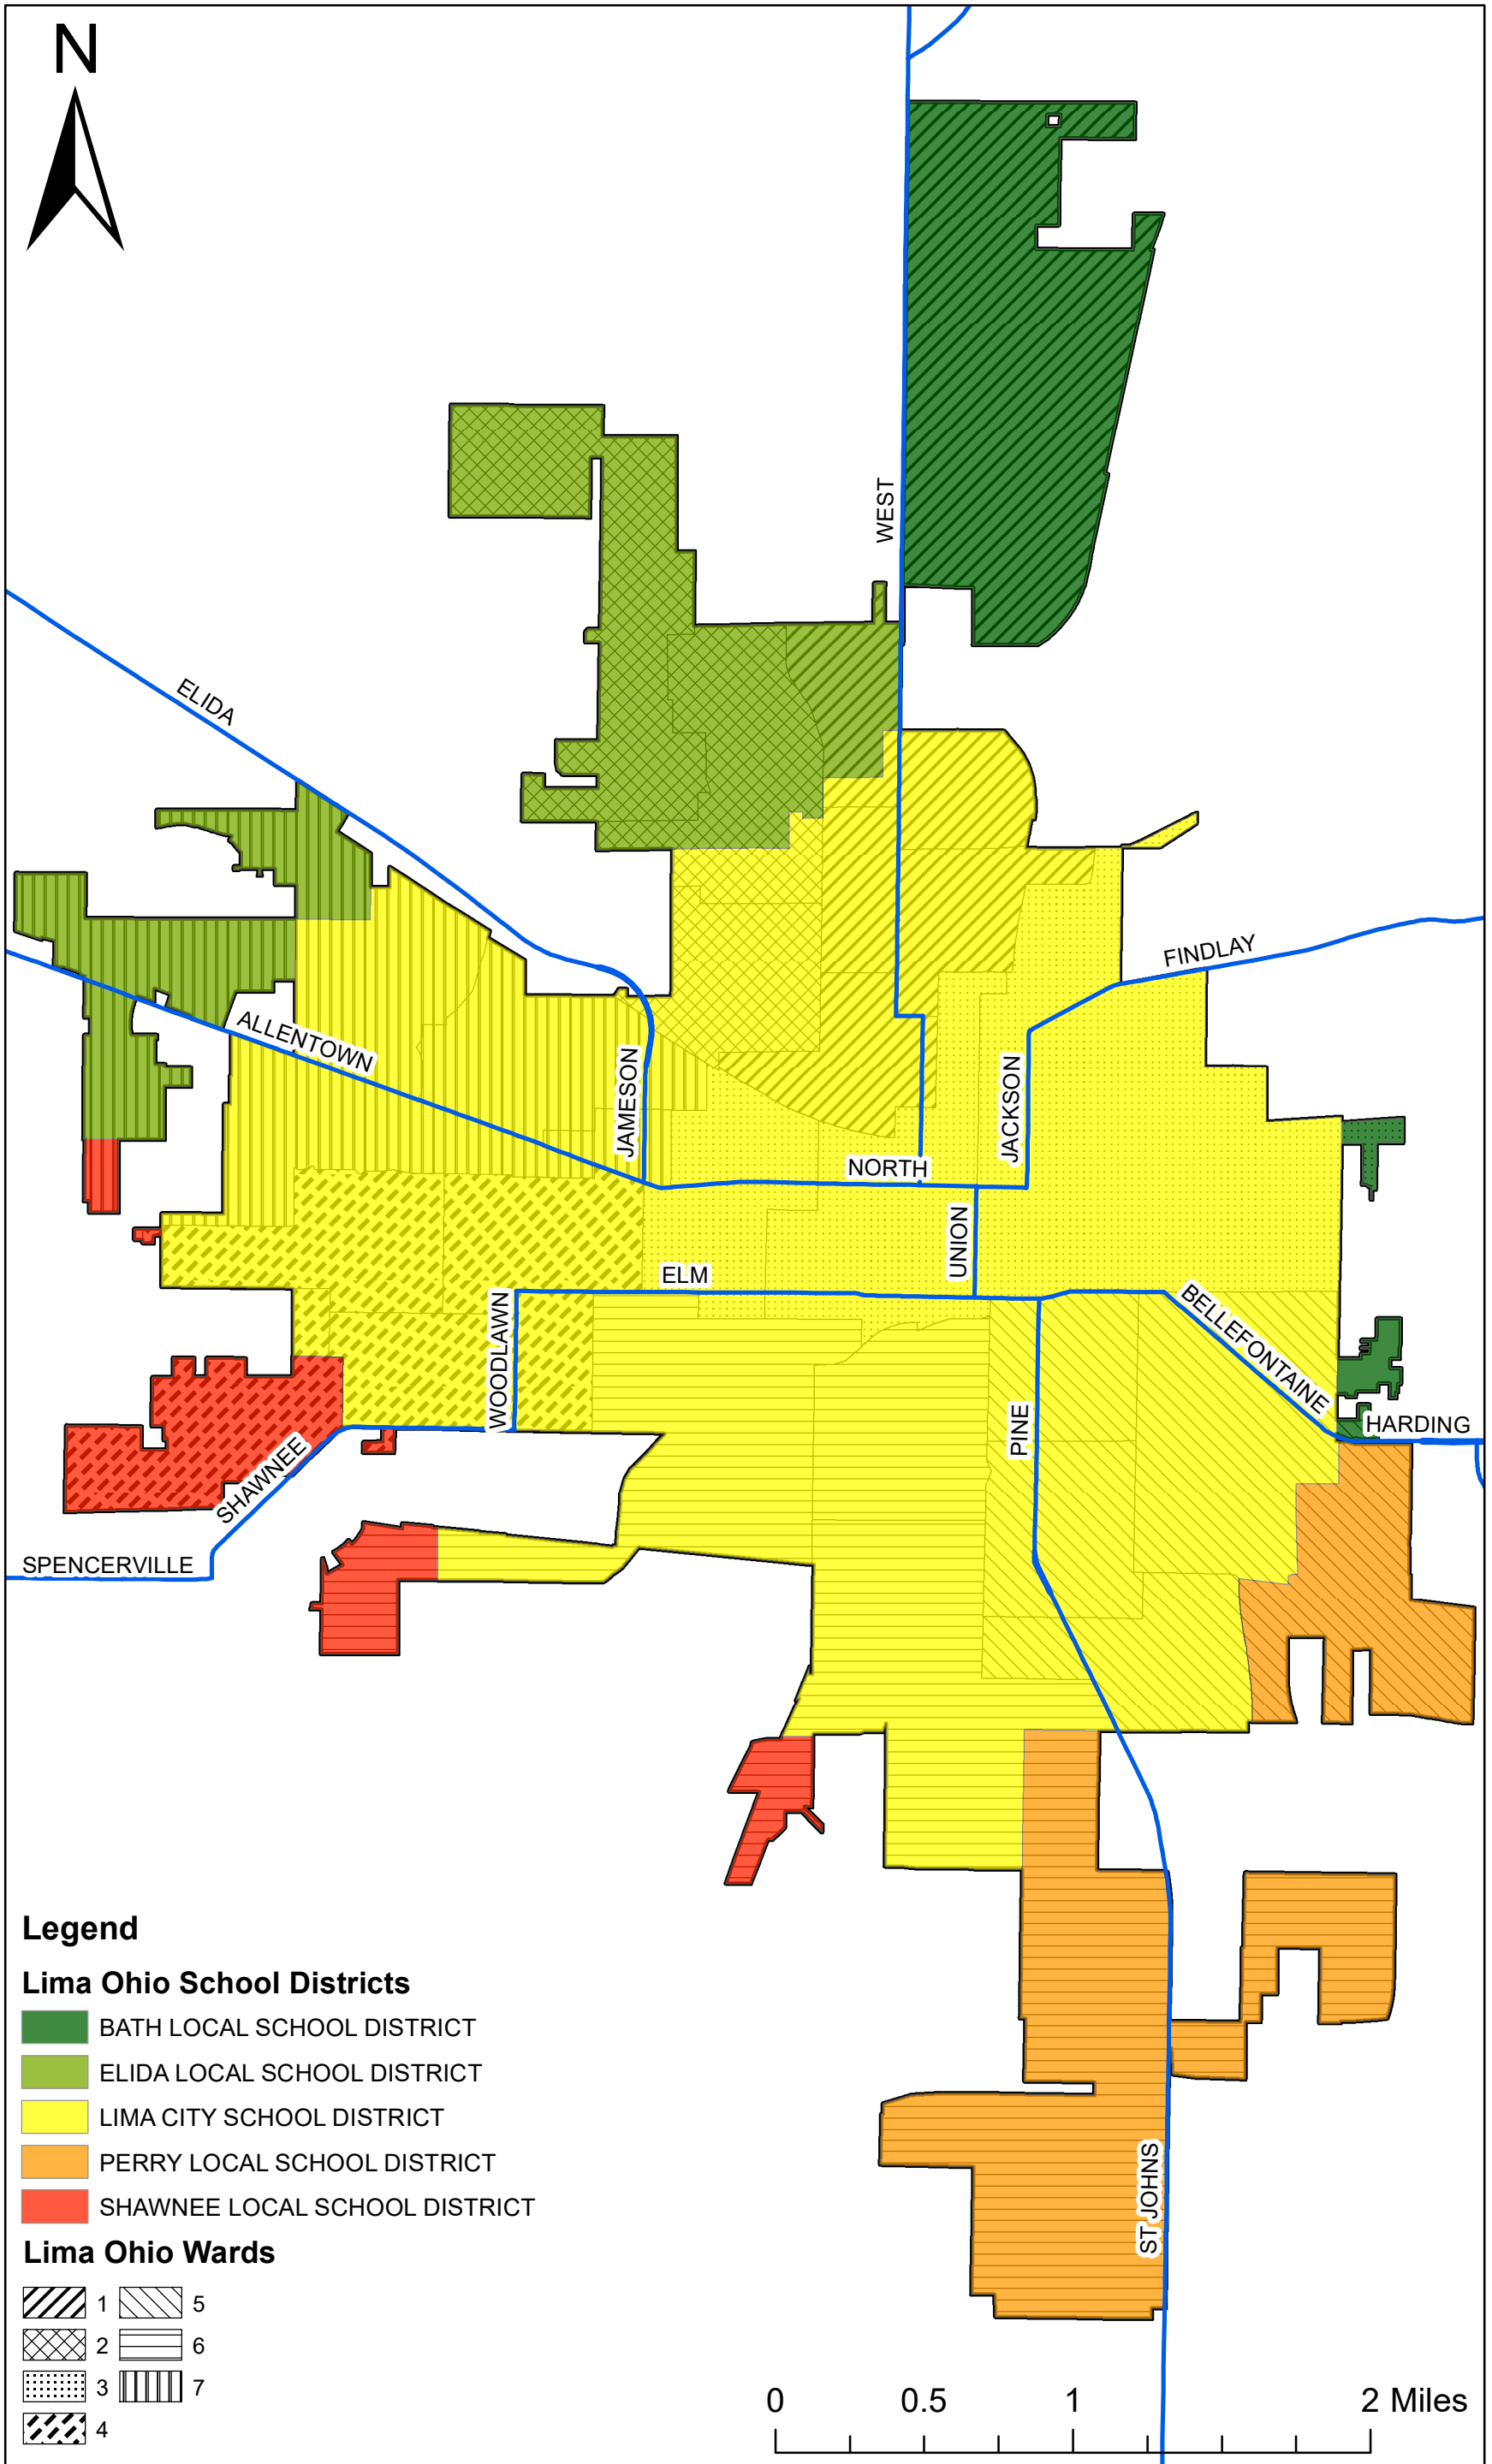 N
WEST
ELIDA
FINDLAY
ALLENTOWN
JAMESON
JACKSON
NORTH
UNION
ELM
WOODLAWN
BELLEFONTAINE
PINE
HARDING
SHAWNEE
SPENCERVILLE
ST JOHNS
Legend
Lima Ohio School Districts
BATH LOCAL SCHOOL DISTRICT
ELIDA LOCAL SCHOOL DISTRICT
LIMA CITY SCHOOL DISTRICT
PERRY LOCAL SCHOOL DISTRICT
SHAWNEE LOCAL SCHOOL DISTRICT
Lima Ohio Wards
1 5
2 6
3 7
4
0 0.5 1 2 Miles